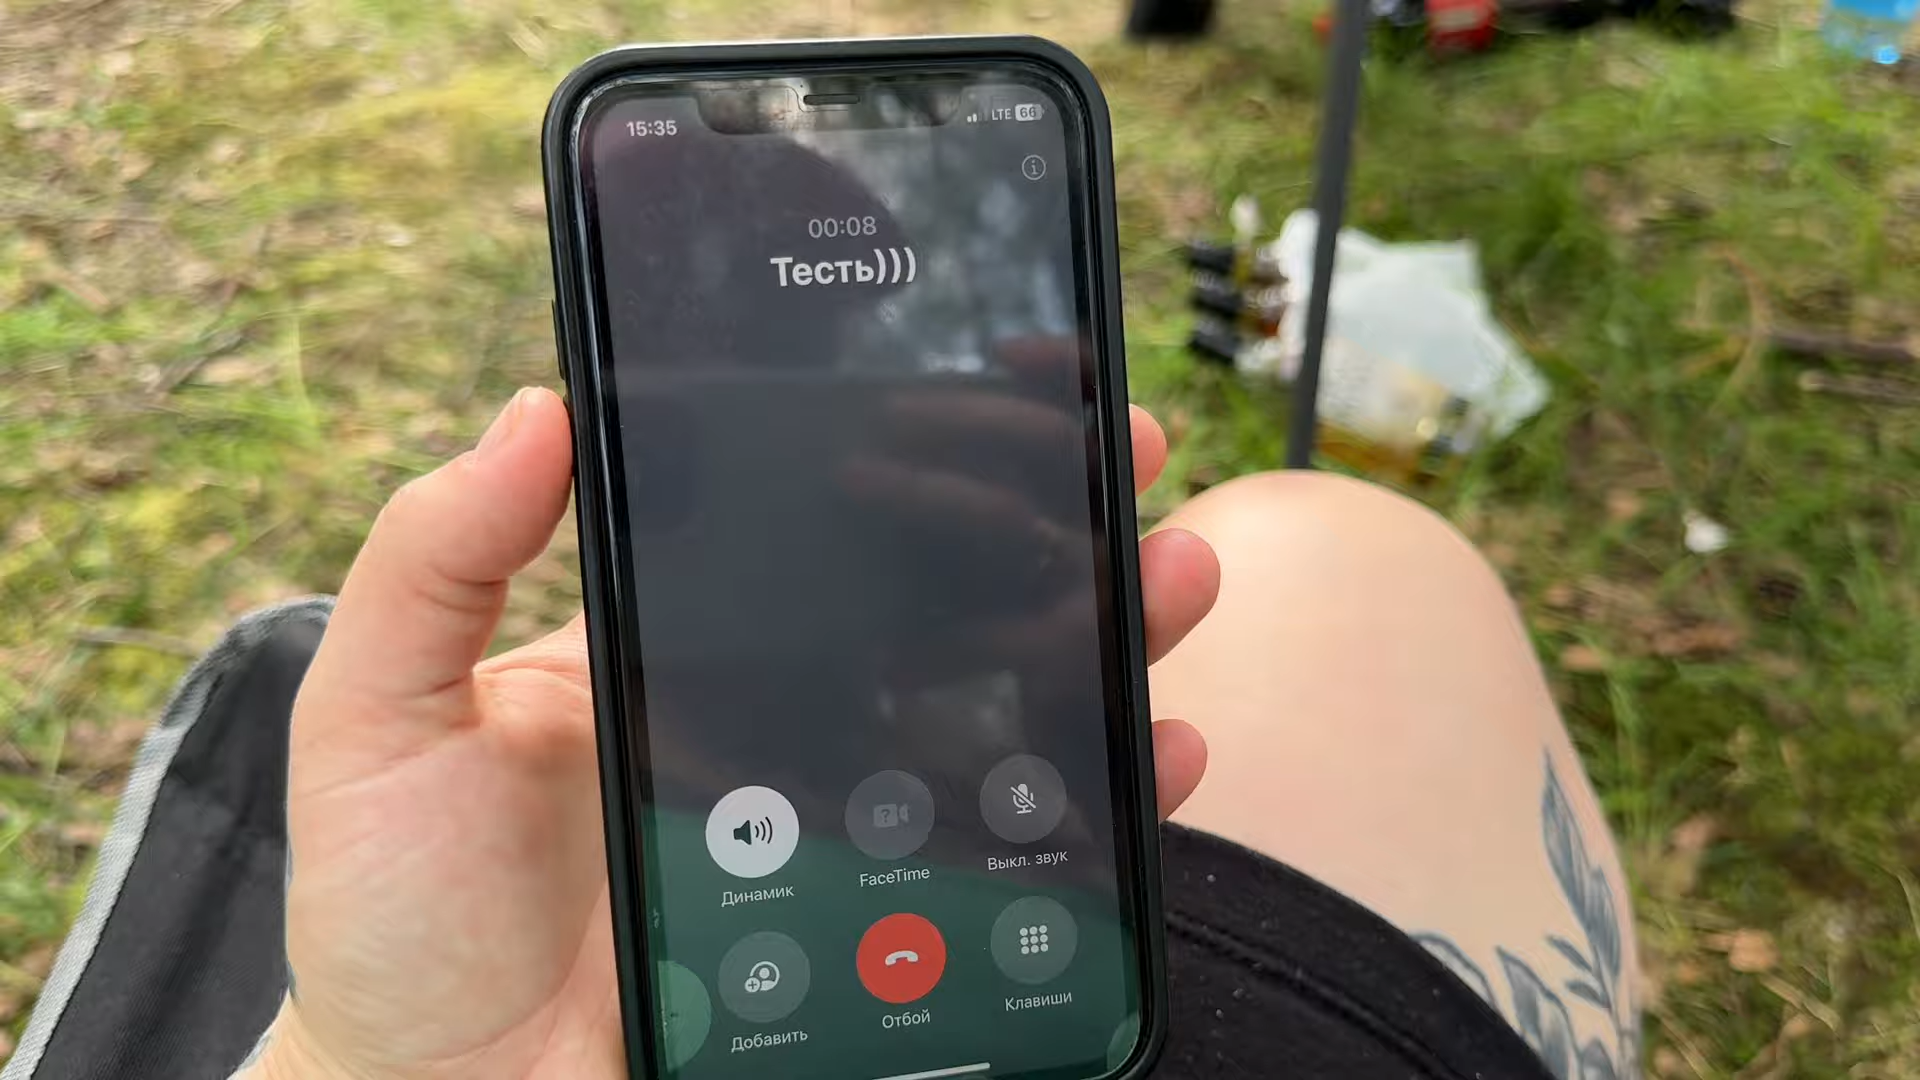 15:35
LTE 66
00:08
Тесть)))
Динамик
FaceTime
Выкл. звук
Добавить
Отбой
Клавиши